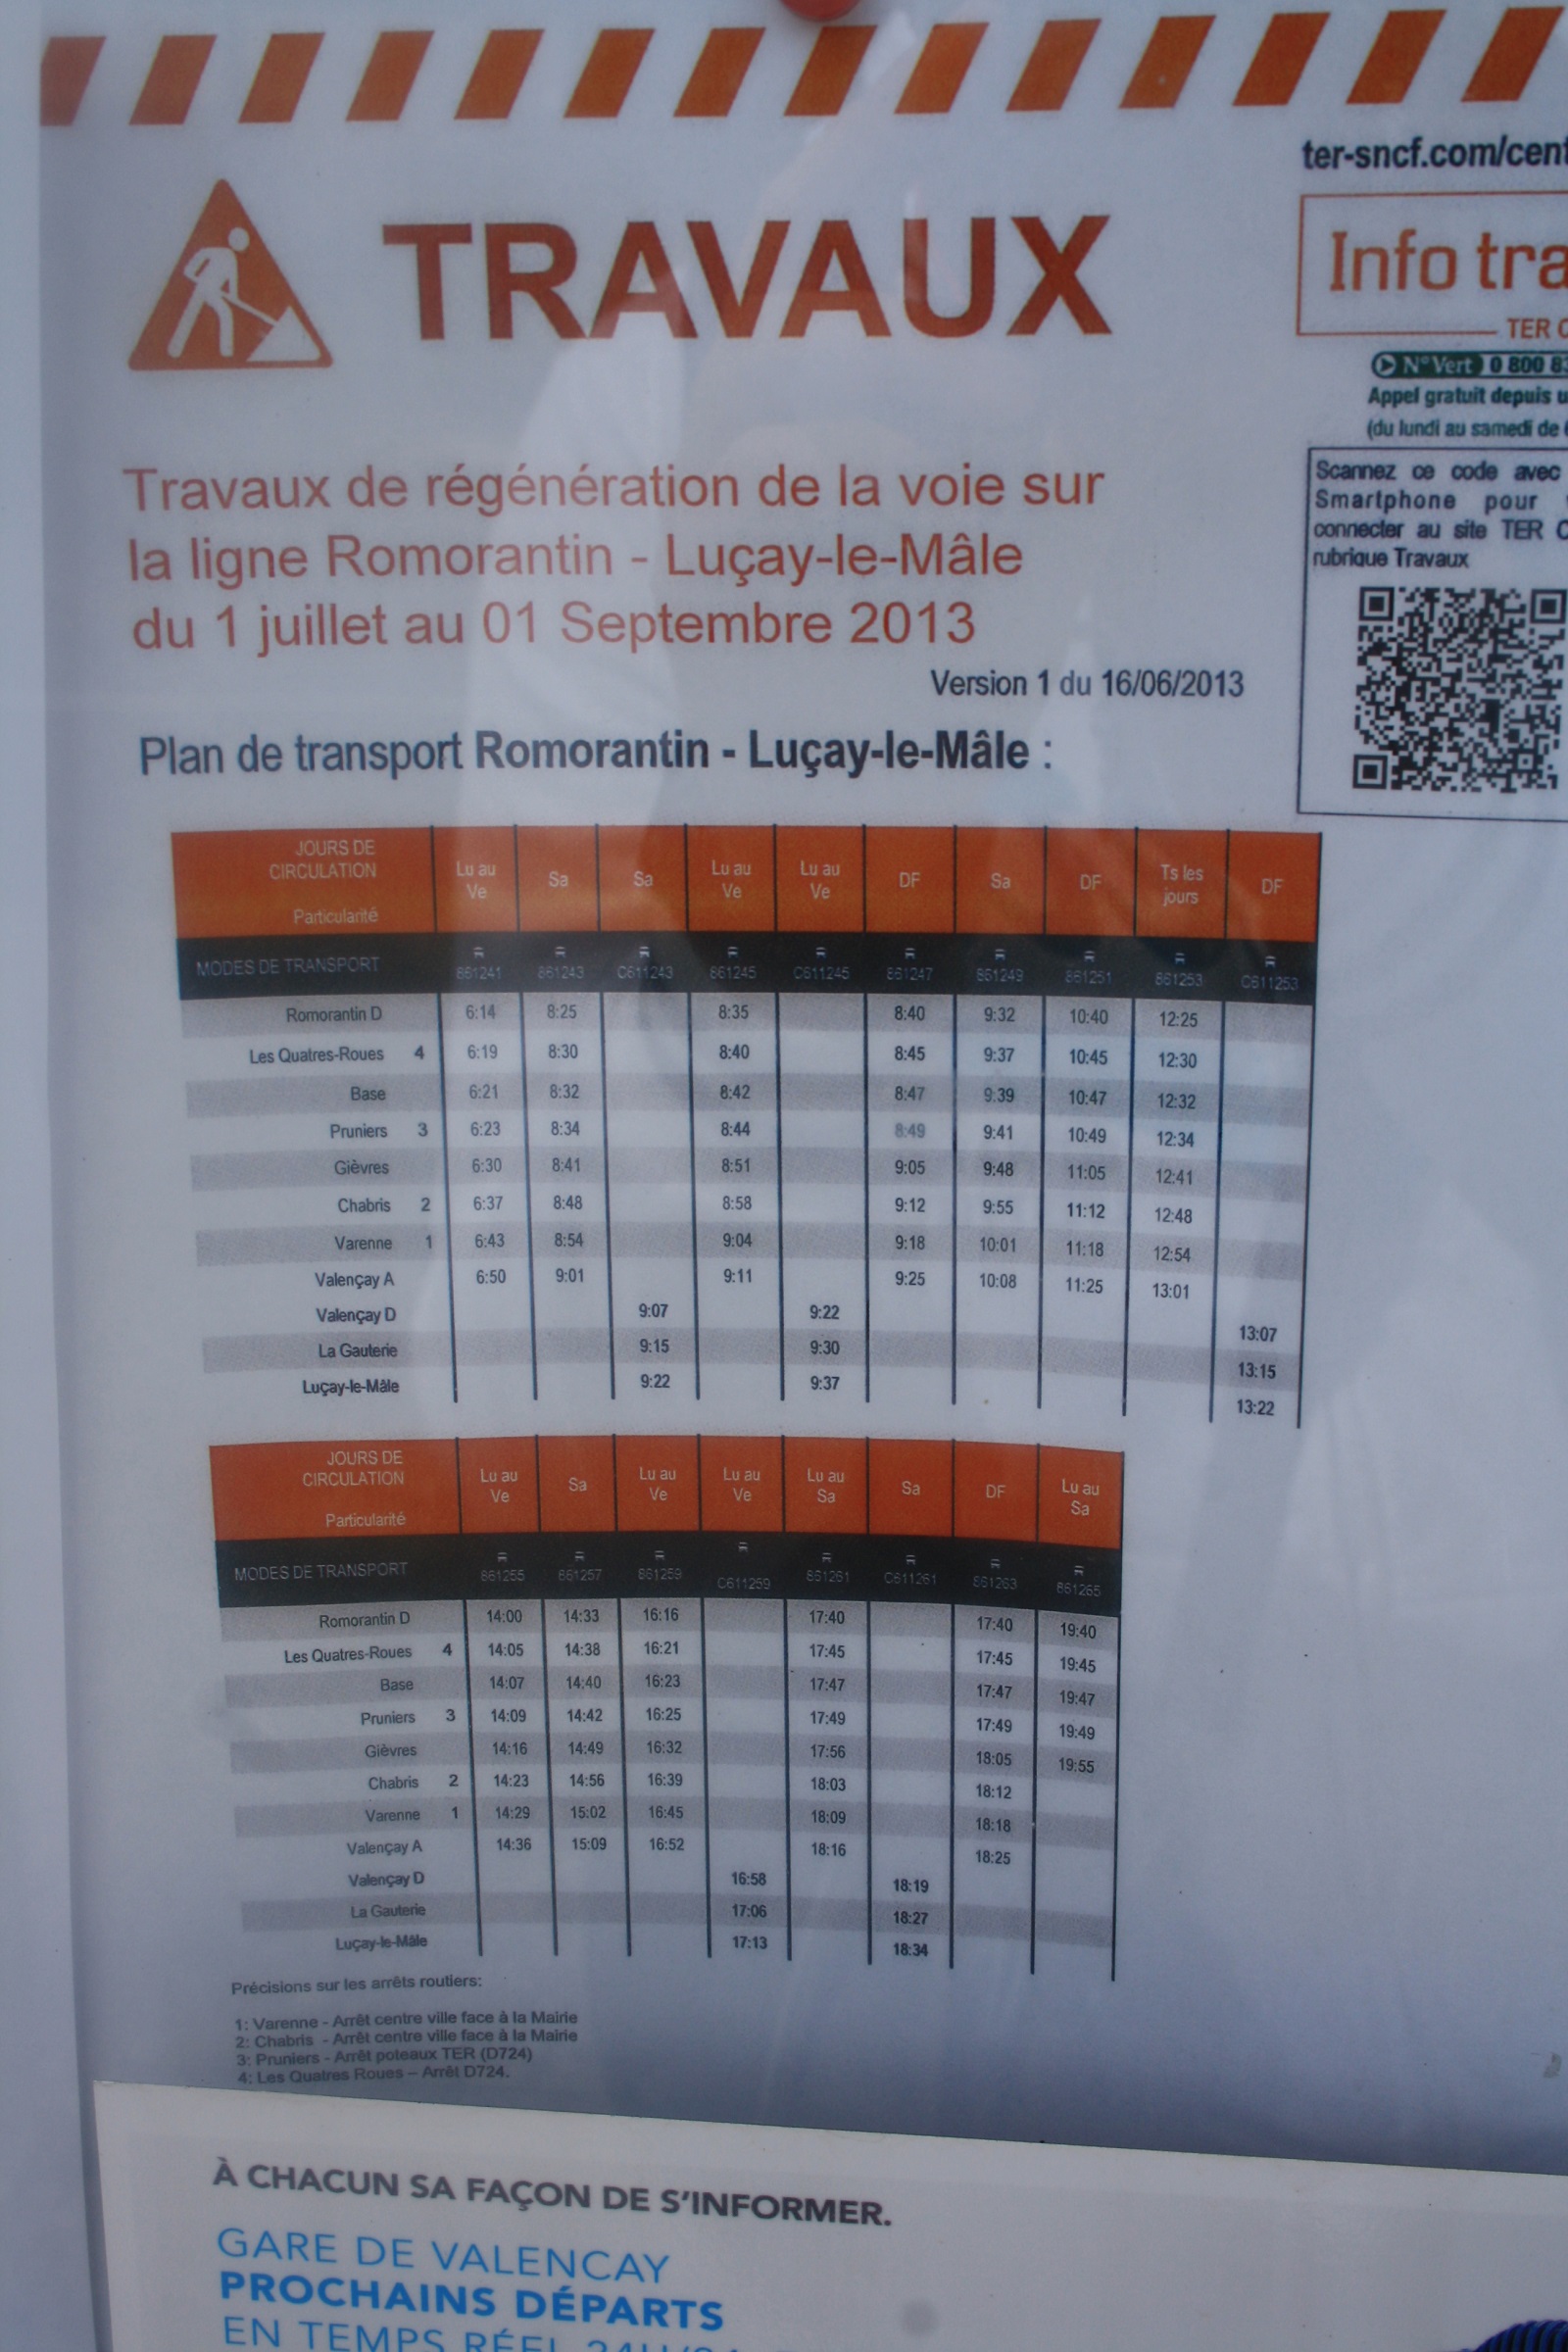 ter-sncf.com/cent
TRAVAUX
Info tra
TER C
N°Vert 0 800 83
Appel gratuit depuis u
(du lundi au samedi de
Scannez ce code avec
Smartphone pour
connecter au site TER C
rubrique Travaux
Travaux de régénération de la voie sur
la ligne Romorantin - Luçay-le-Mâle
du 1 juillet au 01 Septembre 2013
Version 1 du 16/06/2013
Plan de transport Romorantin - Luçay-le-Mâle :
JOURS DE CIRCULATION Lu au Ve Sa Sa Lu au Ve Lu au Ve DF Sa DF Ts les jours DF
Particularité
MODES DE TRANSPORT 861241 861243 C611243 861245 C611245 861247 861249 861251 861253 C611253
Romorantin D 6:14 8:25 8:35 8:40 9:32 10:40 12:25
Les Quatres-Roues 4 6:19 8:30 8:40 8:45 9:37 10:45 12:30
Base 6:21 8:32 8:42 8:47 9:39 10:47 12:32
Pruniers 3 6:23 8:34 8:44 8:49 9:41 10:49 12:34
Gièvres 6:30 8:41 8:51 9:05 9:48 11:05 12:41
Chabris 2 6:37 8:48 8:58 9:12 9:55 11:12 12:48
Varenne 1 6:43 8:54 9:04 9:18 10:01 11:18 12:54
Valençay A 6:50 9:01 9:11 9:25 10:08 11:25 13:01
Valençay D 9:07 9:22 13:07
La Gauterie 9:15 9:30 13:15
Luçay-le-Mâle 9:22 9:37 13:22
JOURS DE CIRCULATION Lu au Ve Sa Lu au Ve Lu au Ve Lu au Sa Sa DF Lu au Sa
Particularité
MODES DE TRANSPORT 861255 861257 861259 C611259 861261 C611261 861263 861265
Romorantin D 14:00 14:33 16:16 17:40 17:40 19:40
Les Quatres-Roues 4 14:05 14:38 16:21 17:45 17:45 19:45
Base 14:07 14:40 16:23 17:47 17:47 19:47
Pruniers 3 14:09 14:42 16:25 17:49 17:49 19:49
Gièvres 14:16 14:49 16:32 17:56 18:05 19:55
Chabris 2 14:23 14:56 16:39 18:03 18:12
Varenne 1 14:29 15:02 16:45 18:09 18:18
Valençay A 14:36 15:09 16:52 18:16 18:25
Valençay D 16:58 18:19
La Gauterie 17:06 18:27
Luçay-le-Mâle 17:13 18:34
Précisions sur les arrêts routiers:
1: Varenne - Arrêt centre ville face à la Mairie
2: Chabris - Arrêt centre ville face à la Mairie
3: Pruniers - Arrêt poteaux TER (D724)
4: Les Quatres Roues – Arrêt D724.
À CHACUN SA FAÇON DE S'INFORMER.
GARE DE VALENCAY
PROCHAINS DÉPARTS
EN TEMPS RÉEL